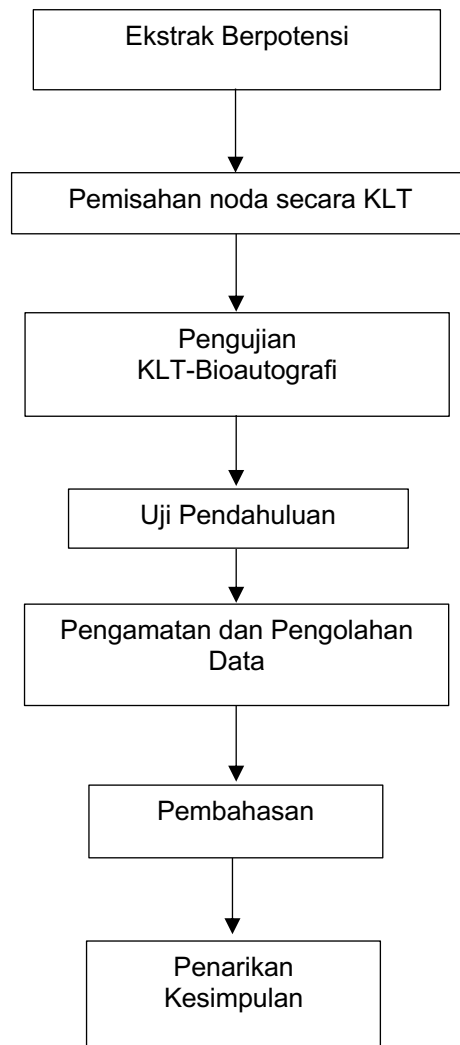 Ekstrak Berpotensi
Pemisahan noda secara KLT
Pengujian
KLT-Bioautografi
Uji Pendahuluan
Pengamatan dan Pengolahan
Data
Pembahasan
Penarikan
Kesimpulan